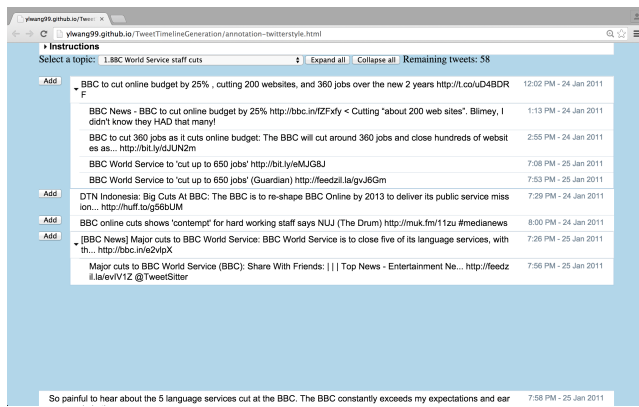 ylwang99.github.io/Tweet
ylwang99.github.io/TweetTimelineGeneration/annotation-twitterstyle.html
Instructions
Select a topic: 1.BBC World Service staff cuts Expand all Collapse all Remaining tweets: 58
Add
BBC to cut online budget by 25% , cutting 200 websites, and 360 jobs over the new 2 years http://t.co/uD4BDR 12:02 PM - 24 Jan 2011
F
BBC News - BBC to cut online budget by 25% http://bbc.in/fZFxfy < Cutting "about 200 web sites". Blimey, I 1:13 PM - 24 Jan 2011
didn't know they HAD that many!
BBC to cut 360 jobs as it cuts online budget: The BBC will cut around 360 jobs and close hundreds of websit 2:55 PM - 24 Jan 2011
es as... http://bit.ly/dJUN2m
BBC World Service to 'cut up to 650 jobs' http://bit.ly/eMJG8J 7:08 PM - 25 Jan 2011
BBC World Service to 'cut up to 650 jobs' (Guardian) http://feedzil.la/gvJ6Gm 7:53 PM - 25 Jan 2011
Add
DTN Indonesia: Big Cuts At BBC: The BBC is to re-shape BBC Online by 2013 to deliver its public service miss 7:29 PM - 24 Jan 2011
ion... http://huff.to/g56bUM
Add
BBC online cuts shows 'contempt' for hard working staff says NUJ (The Drum) http://muk.fm/11zu #medianews 8:00 PM - 24 Jan 2011
Add
[BBC News] Major cuts to BBC World Service: BBC World Service is to close five of its language services, with 7:26 PM - 25 Jan 2011
th... http://bbc.in/e2vlpX
Major cuts to BBC World Service (BBC): Share With Friends: | | | Top News - Entertainment Ne... http://feedz 7:56 PM - 25 Jan 2011
il.la/evIV1Z @TweetSitter
So painful to hear about the 5 language services cut at the BBC. The BBC constantly exceeds my expectations and ear 7:58 PM - 25 Jan 2011